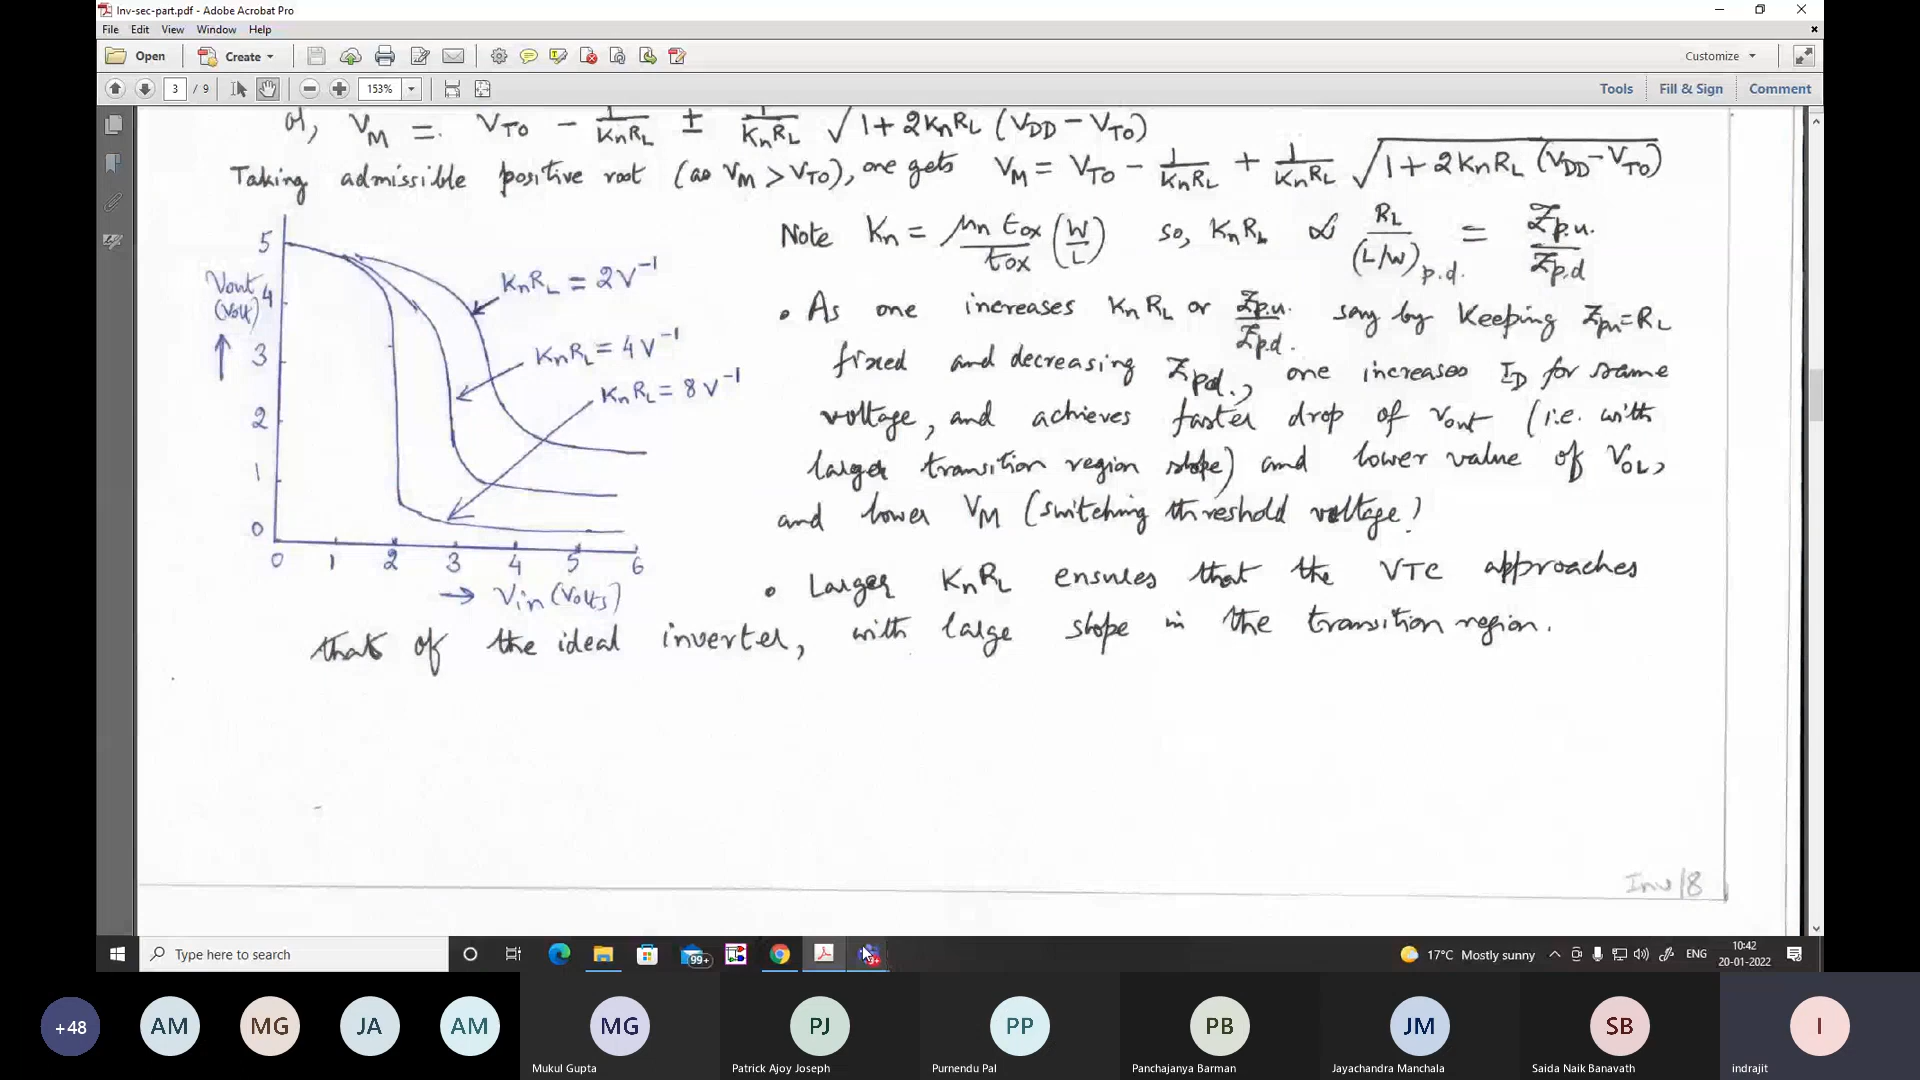 Inv-sec-part.pdf - Adobe Acrobat Pro
File Edit View Window Help
Open Create Customize
3 / 9 153% Tools Fill & Sign Comment
or, V_M = V_TO - 1/(K_nR_L) ± 1/(K_nR_L) √1+2K_nR_L (V_DD - V_TO)
Taking admissible positive root (as V_M > V_TO), one gets V_M = V_TO - 1/(K_nR_L) + 1/(K_nR_L) √1+2K_nR_L (V_DD-V_TO)
Note K_n = μ_n ε_ox/t_ox (W/L) so, K_nR_L ∝ R_L/(L/W)_p.d. = Z_p.u./Z_p.d
5
Vout
(Volt)
4
3
2
1
0
0 1 2 3 4 5 6
→ Vin (Volts)
K_nR_L = 2V⁻¹
K_nR_L = 4V⁻¹
K_nR_L = 8V⁻¹
• As one increases K_nR_L or Z_p.u./Z_p.d. say by keeping Z_pu=R_L
fixed and decreasing Z_pd., one increases I_D for same
voltage, and achieves faster drop of Vout (i.e. with
larger transition region slope) and lower value of V_OL,
and lower V_M (switching threshold voltage)
• Larger K_nR_L ensures that the VTC approaches
that of the ideal inverter, with large slope in the transition region.
Inv/8
Type here to search 99+ 9+ 17°C Mostly sunny ENG 10:42
20-01-2022
+48 AM MG JA AM MG PJ PP PB JM SB I
Mukul Gupta Patrick Ajoy Joseph Purnendu Pal Panchajanya Barman Jayachandra Manchala Saida Naik Banavath indrajit